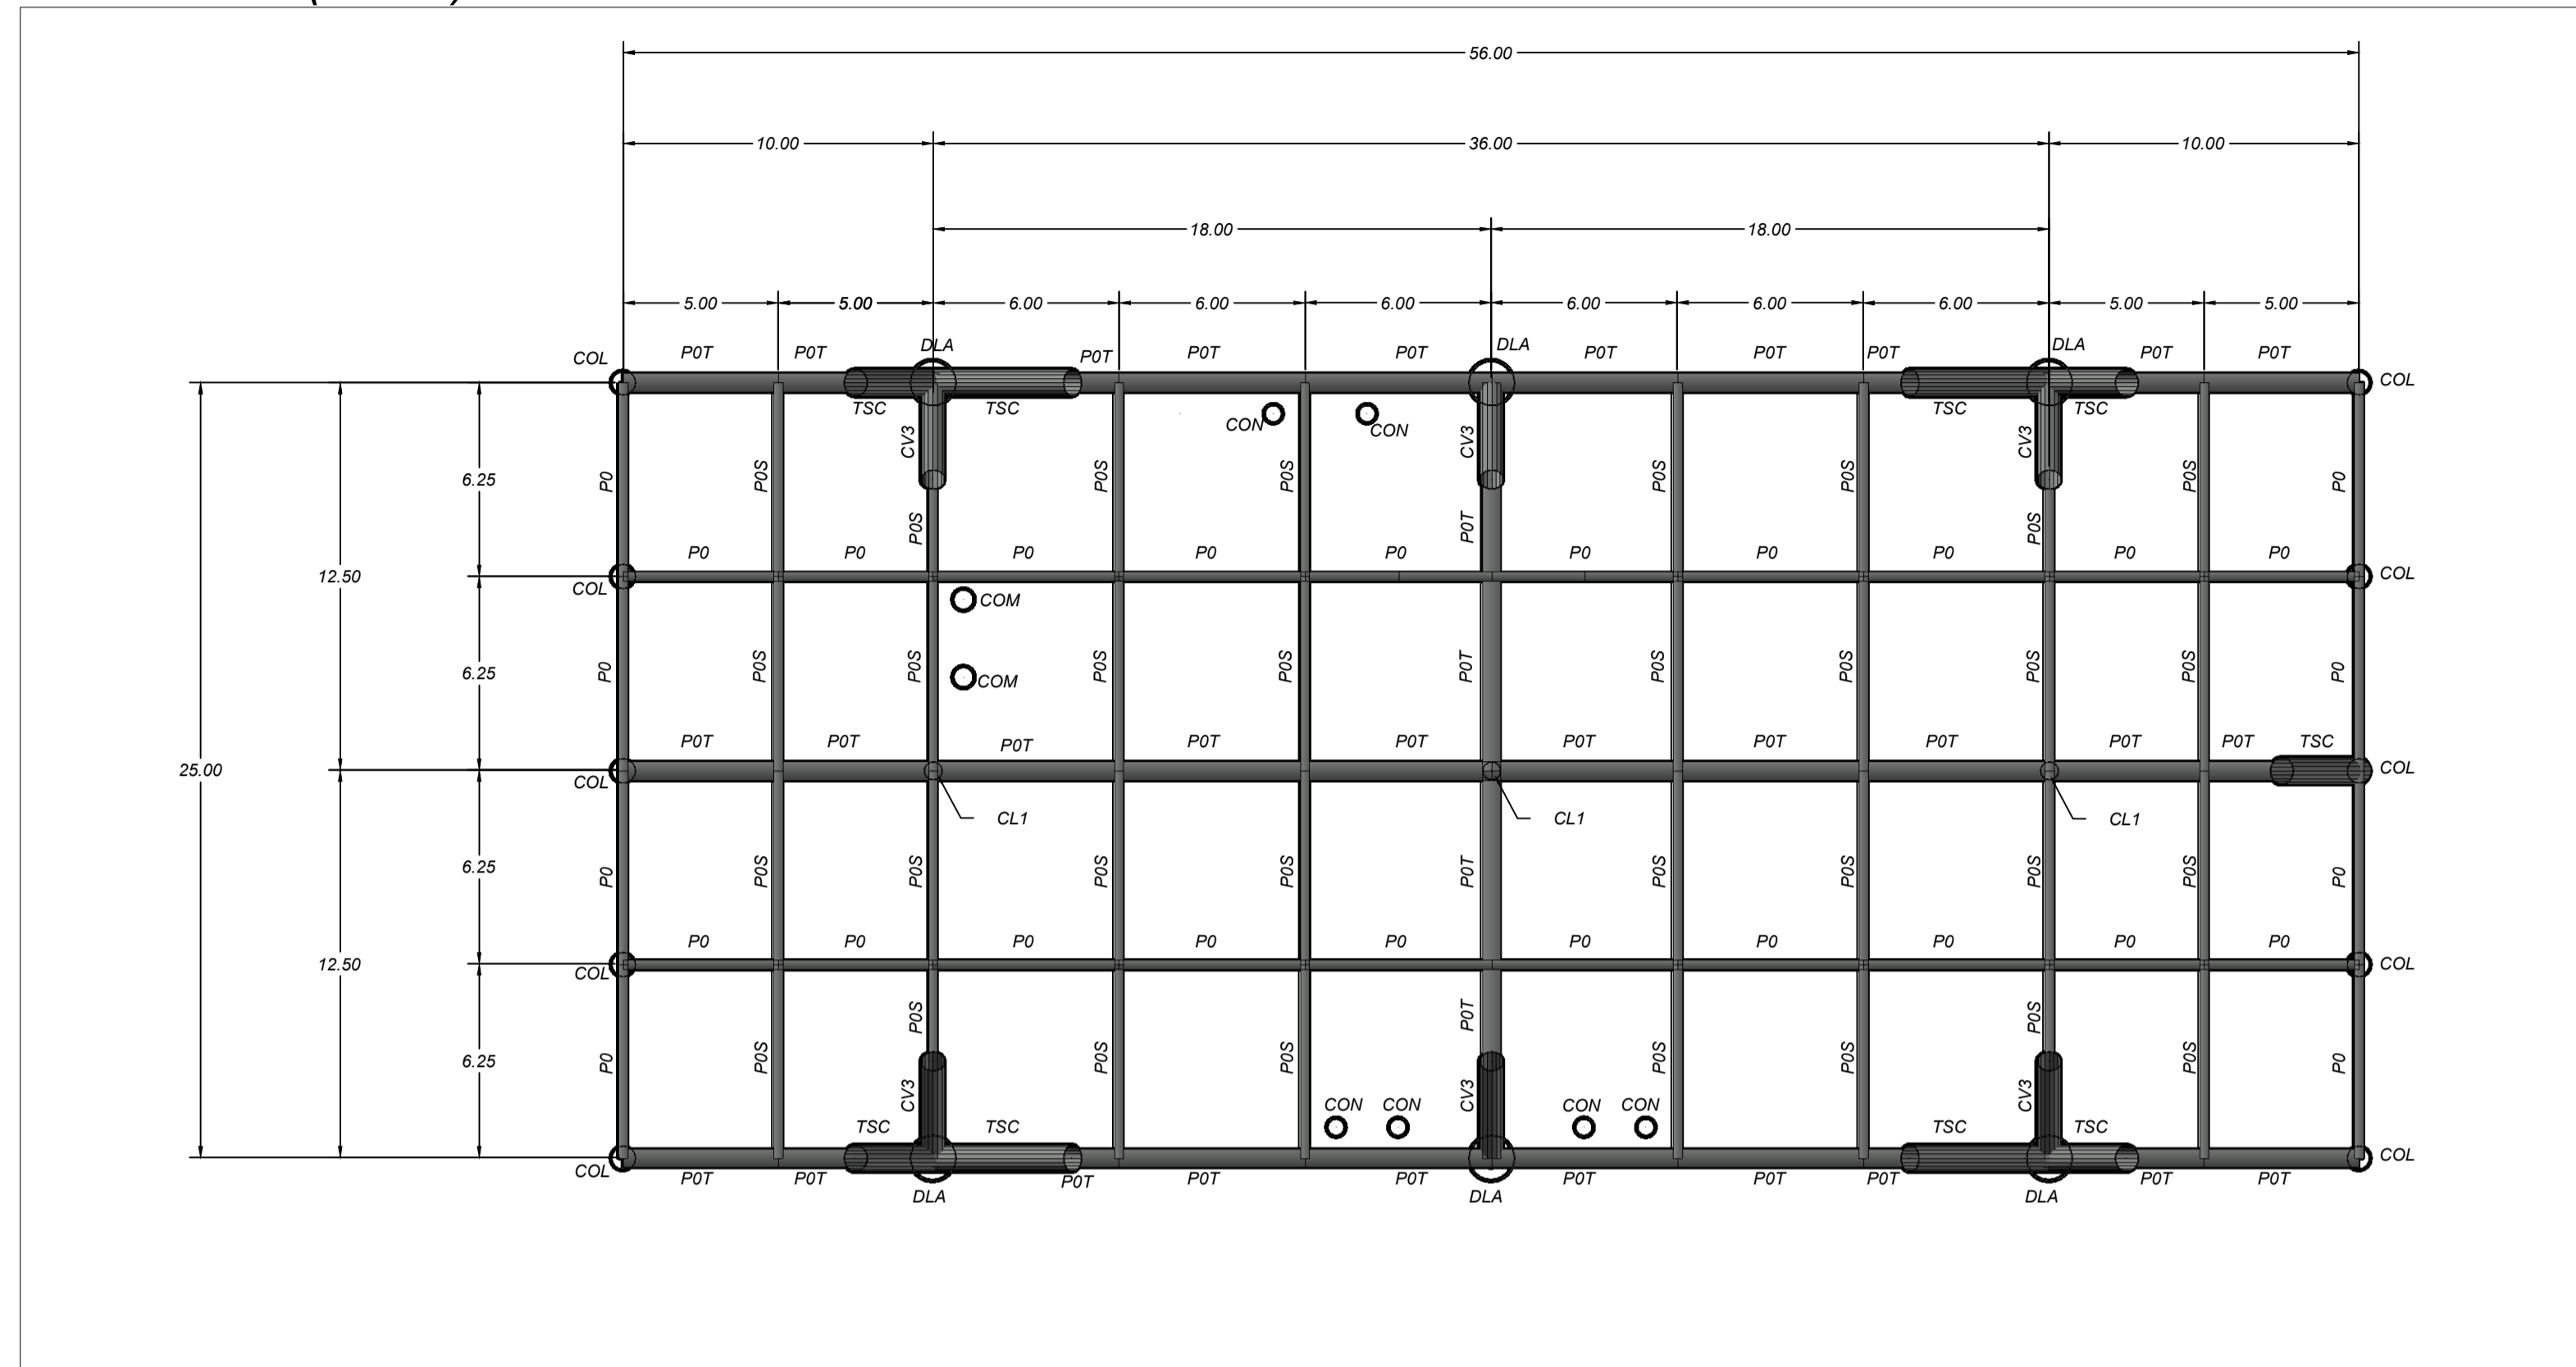 56.00
10.00 36.00 10.00
18.00 18.00
5.00 5.00 6.00 6.00 6.00 6.00 6.00 6.00 5.00 5.00
COL P0T P0T DLA P0T P0T P0T DLA P0T P0T P0T DLA P0T P0T
COL
TSC TSC TSC TSC
CON CON
CV3 CV3 CV3
6.25 P0 P0S P0S P0S P0S P0S P0S P0
P0S P0T P0S
P0 P0 P0 P0 P0 P0 P0 P0 P0 P0
12.50 COL COL
COM
6.25 P0 P0S P0S P0S P0S P0T P0S P0S P0S P0S P0
COM
P0T P0T P0T P0T P0T P0T P0T P0T P0T P0T TSC
25.00 COL COL
CL1 CL1 CL1
6.25 P0 P0S P0S P0S P0S P0T P0S P0S P0S P0S P0
P0 P0 P0 P0 P0 P0 P0 P0 P0 P0
12.50 COL COL
P0S P0T P0S
6.25 P0 P0S P0S P0S P0S P0S P0S P0
CV3 CV3 CV3
CON CON CON CON
TSC TSC TSC TSC
COL COL
P0T P0T P0T P0T P0T P0T P0T P0T P0T P0T
DLA DLA DLA